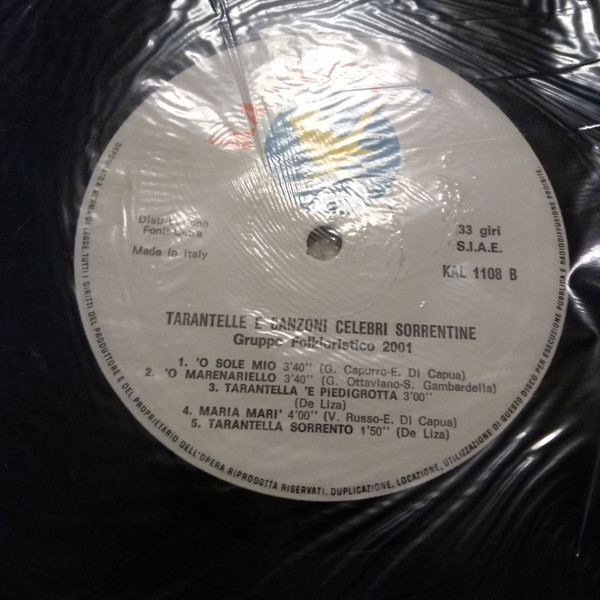 Distribuzione
Fonit Cetra
Made in Italy
33 giri
S.I.A.E.
KAL 1108 B
TARANTELLE E CANZONI CELEBRI SORRENTINE
Gruppo Folkloristico 2001
1. 'O SOLE MIO 3'40'' (G. Capurro-E. Di Capua)
2. 'O MARENARIELLO 3'40'' (G. Ottaviano-S. Gambardella)
3. TARANTELLA 'E PIEDIGROTTA 3'00''
(De Liza)
4. MARIA MARI' 4'00'' (V. Russo-E. Di Capua)
5. TARANTELLA SORRENTO 1'50'' (De Liza)
DI LEGGE. TUTTI I DIRITTI DEL PRODUTTORE E DEL PROPRIETARIO DELL'OPERA RIPRODOTTA RISERVATI. DUPLICAZIONE, LOCAZIONE, UTILIZZAZIONE DI QUESTO DISCO PER ESECUZIONE PUBBLICA E RADIODIFFUSIONE PROIBITE